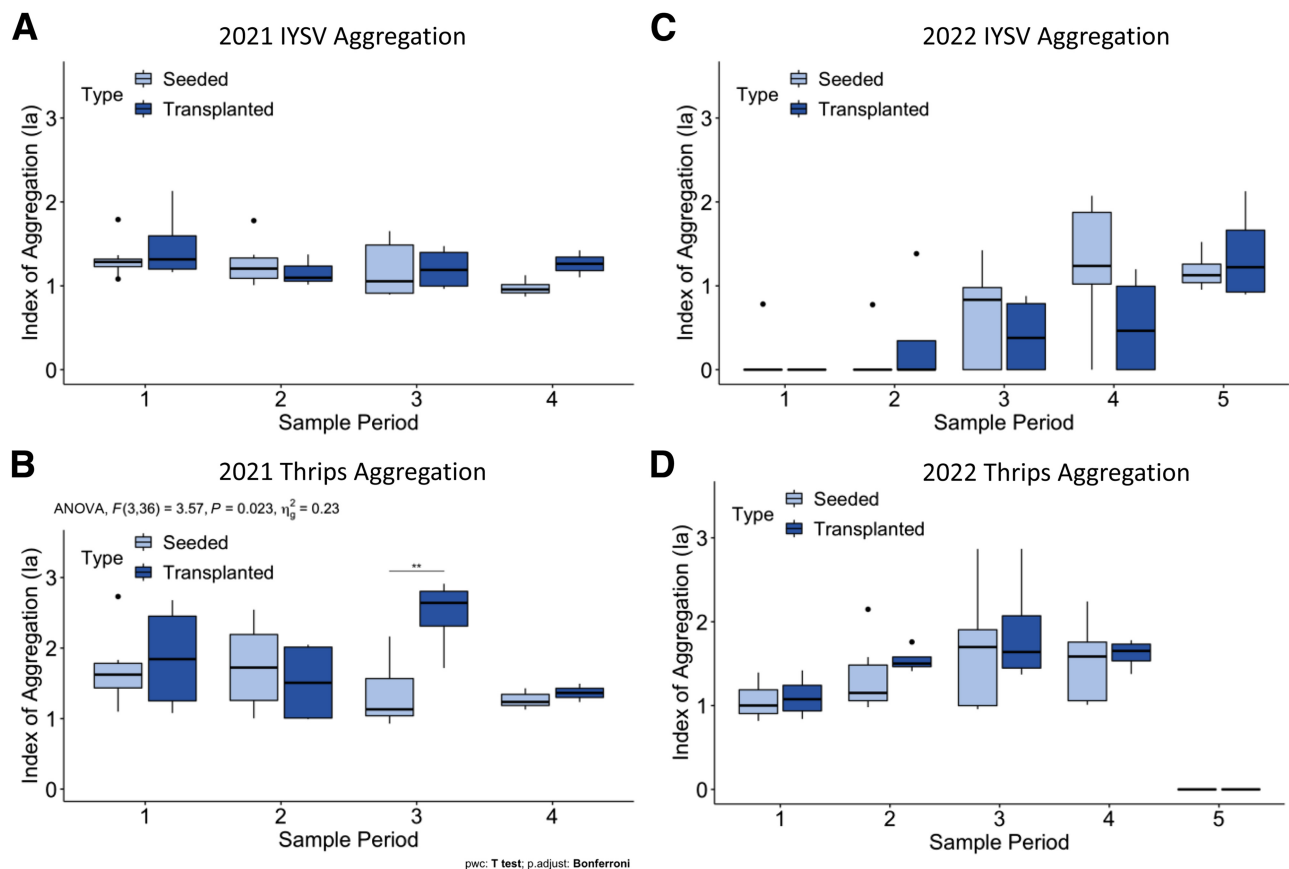 A
2021 IYSV Aggregation
Type
Seeded
Transplanted
Index of Aggregation (Ia)
3
2
1
0
1 2 3 4
Sample Period
C
2022 IYSV Aggregation
Type
Seeded
Transplanted
Index of Aggregation (Ia)
3
2
1
0
1 2 3 4 5
Sample Period
B
2021 Thrips Aggregation
ANOVA, F(3,36) = 3.57, P = 0.023, η²g = 0.23
Type
Seeded
Transplanted
**
Index of Aggregation (Ia)
3
2
1
0
1 2 3 4
Sample Period
pwc: T test; p.adjust: Bonferroni
D
2022 Thrips Aggregation
Type
Seeded
Transplanted
Index of Aggregation (Ia)
3
2
1
0
1 2 3 4 5
Sample Period